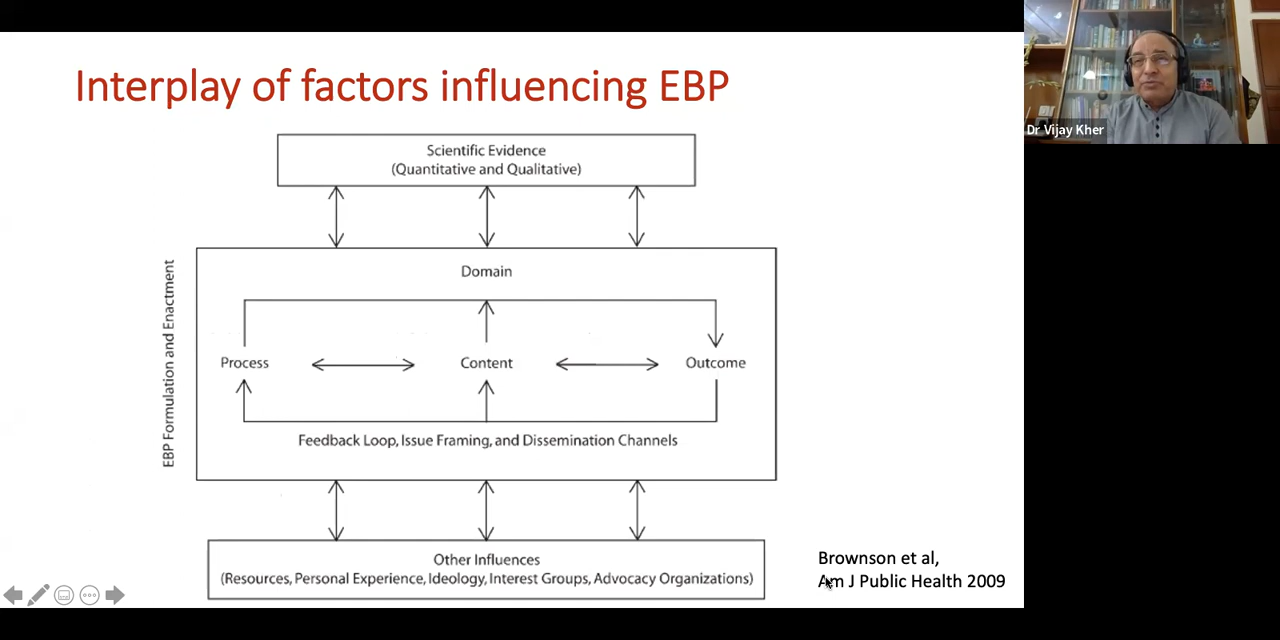 Interplay of factors influencing EBP
Dr Vijay Kher
Scientific Evidence
(Quantitative and Qualitative)
EBP Formulation and Enactment
Domain
Process
Content
Outcome
Feedback Loop, Issue Framing, and Dissemination Channels
Other Influences
(Resources, Personal Experience, Ideology, Interest Groups, Advocacy Organizations)
Brownson et al,
Am J Public Health 2009